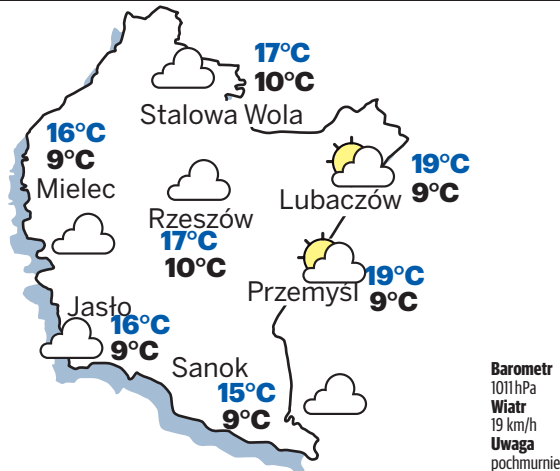 17°C
10°C
Stalowa Wola
16°C
9°C
Mielec
19°C
9°C
Lubaczów
Rzeszów
17°C
10°C
Przemyśl
19°C
9°C
Jasło
16°C
9°C
Sanok
15°C
9°C
Barometr
1011 hPa
Wiatr
19 km/h
Uwaga
pochmurnie